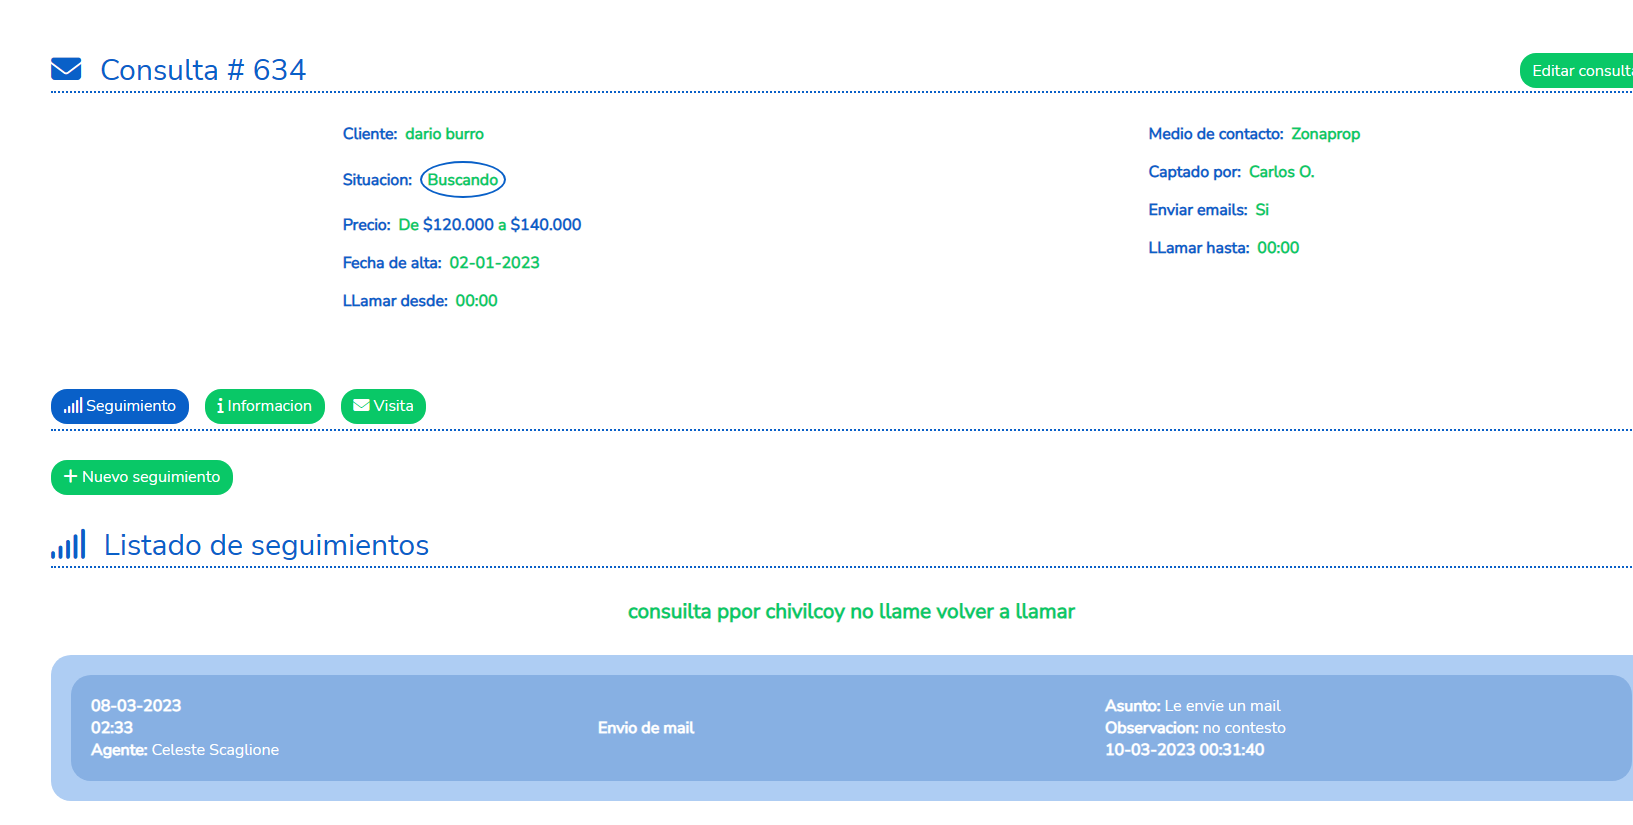 Consulta # 634
Editar consulta
Cliente: dario burro
Situacion: Buscando
Precio: De $120.000 a $140.000
Fecha de alta: 02-01-2023
LLamar desde: 00:00
Medio de contacto: Zonaprop
Captado por: Carlos O.
Enviar emails: Si
LLamar hasta: 00:00
Seguimiento
Informacion
Visita
Nuevo seguimiento
Listado de seguimientos
consuilta ppor chivilcoy no llame volver a llamar
08-03-2023
02:33
Agente: Celeste Scaglione
Envio de mail
Asunto: Le envie un mail
Observacion: no contesto
10-03-2023 00:31:40